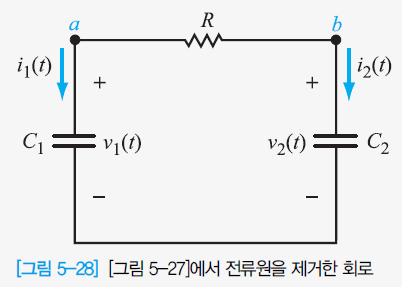 a R b
i₁(t) + + i₂(t)
C₁ v₁(t) v₂(t) C₂
– –
[그림 5–28] [그림 5–27]에서 전류원을 제거한 회로